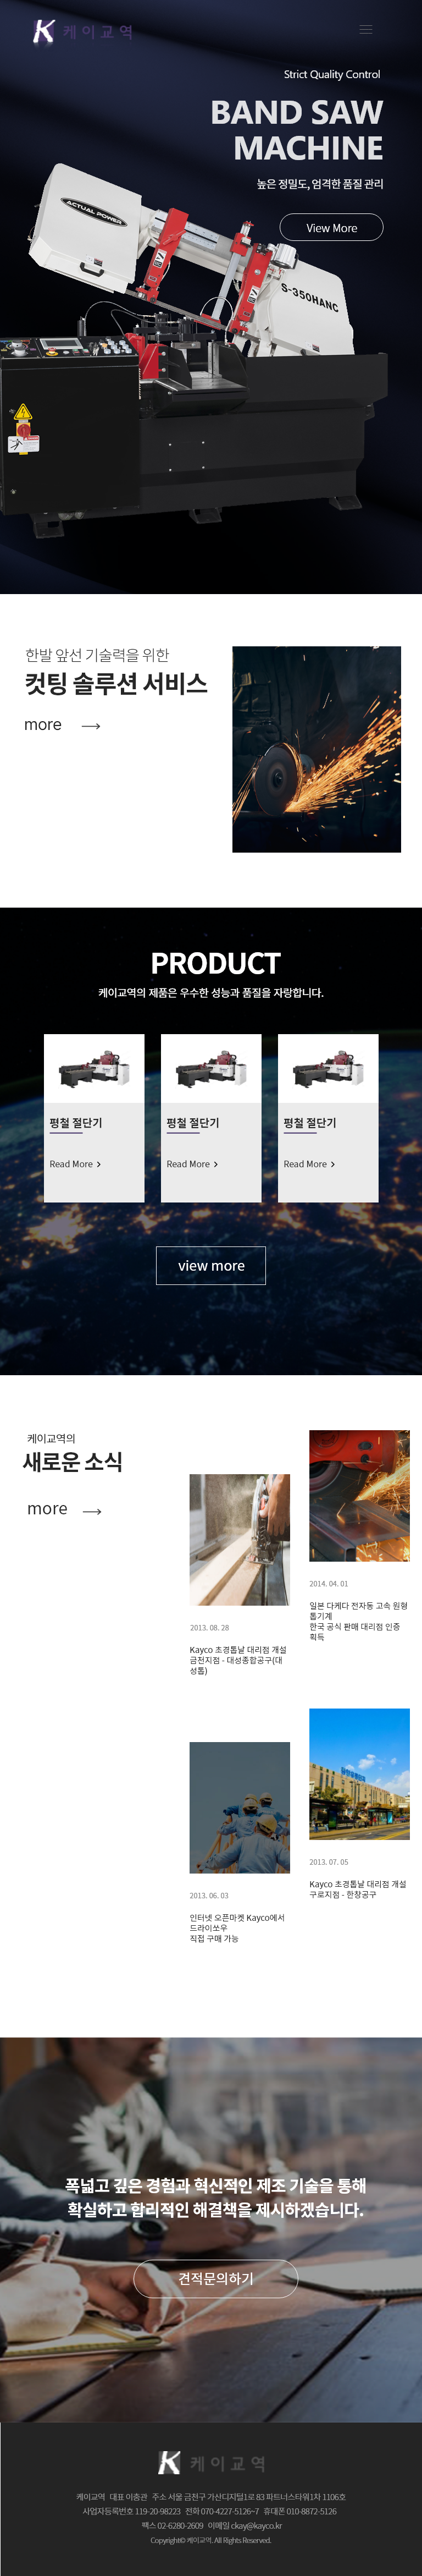 K 케이교역
Strict Quality Control
BAND SAW
MACHINE
높은 정밀도, 엄격한 품질 관리
View More
ACTUAL POWER
S-350HANC
한발 앞선 기술력을 위한
컷팅 솔루션 서비스
more
PRODUCT
케이교역의 제품은 우수한 성능과 품질을 자랑합니다.
평철 절단기
Read More
평철 절단기
Read More
평철 절단기
Read More
view more
케이교역의
새로운 소식
more
2013. 08. 28
Kayco 초경톱날 대리점 개설
금천지점 - 대성종합공구(대
성톱)
2014. 04. 01
일본 다케다 전자동 고속 원형
톱기계
한국 공식 판매 대리점 인증
획득
2013. 06. 03
인터넷 오픈마켓 Kayco에서
드라이쏘우
직접 구매 가능
2013. 07. 05
Kayco 초경톱날 대리점 개설
구로지점 - 한창공구
폭넓고 깊은 경험과 혁신적인 제조 기술을 통해
확실하고 합리적인 해결책을 제시하겠습니다.
견적문의하기
K 케이교역
케이교역 대표 이충관 주소 서울 금천구 가산디지털1로 83 파트너스타워1차 1106호
사업자등록번호 119-20-98223 전화 070-4227-5126~7 휴대폰 010-8872-5126
팩스 02-6280-2609 이메일 ckay@kayco.kr
Copyright© 케이교역. All Rights Reserved.